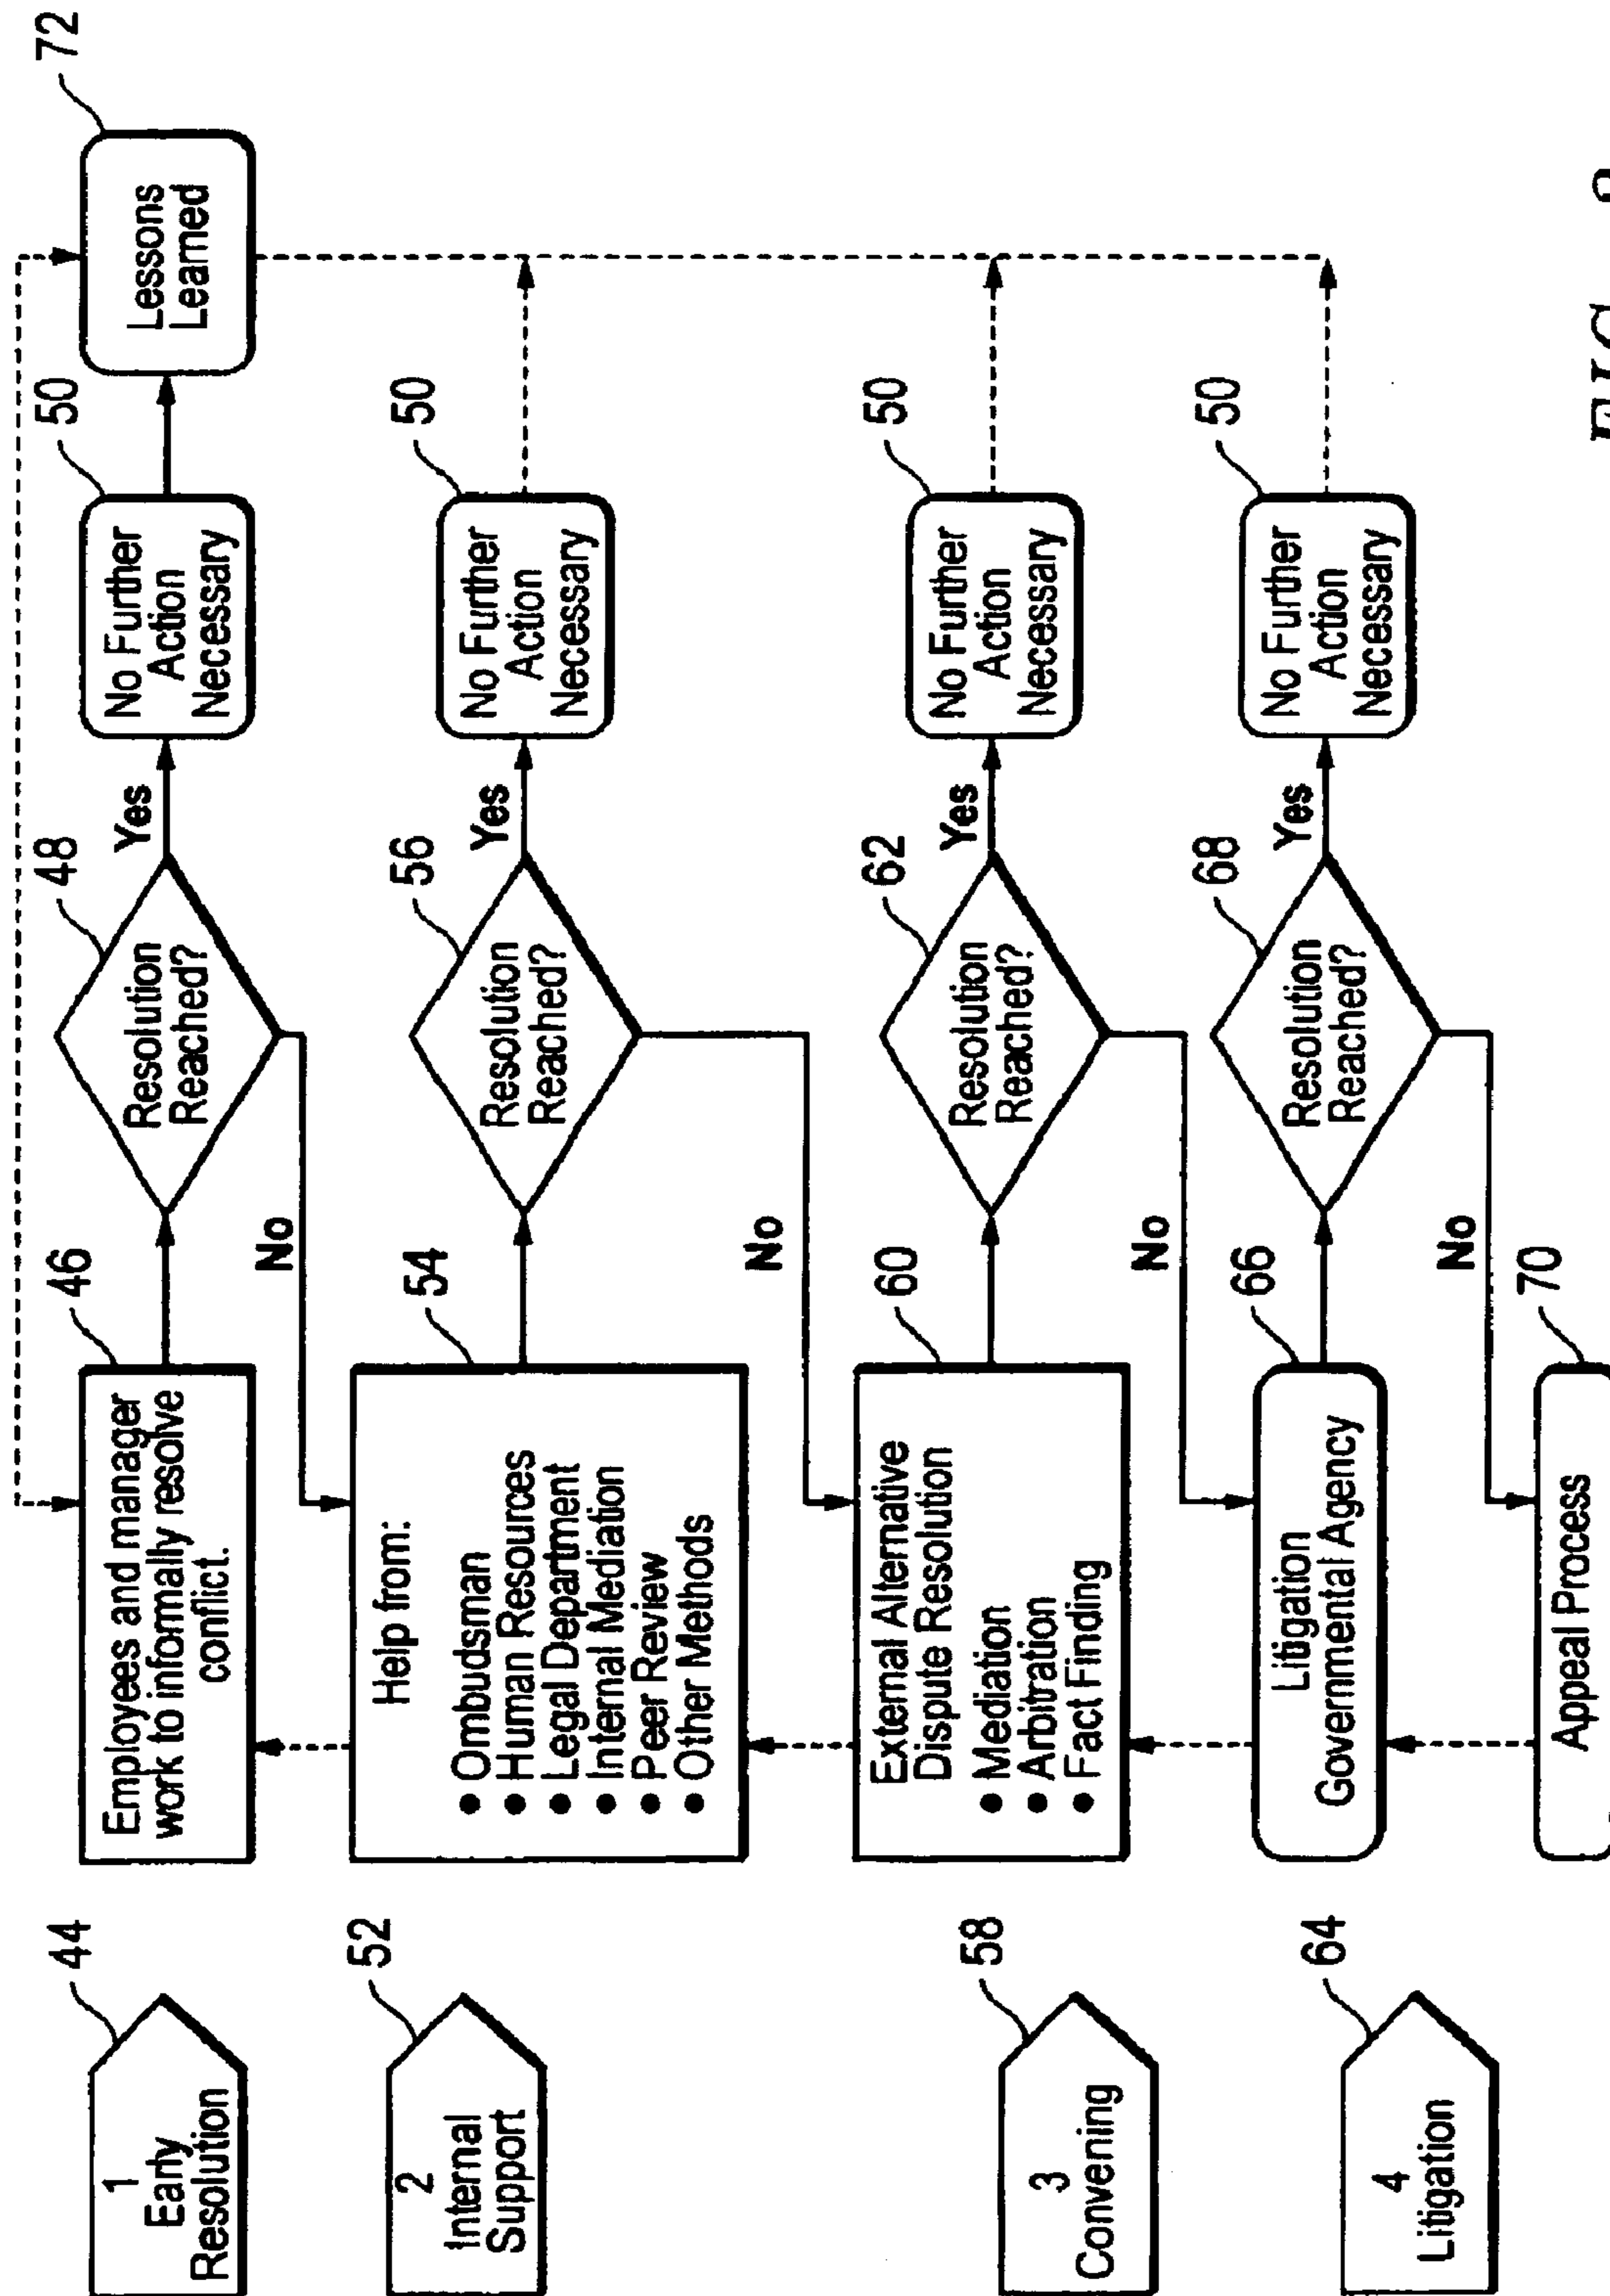 44
1
Early
Resolution
46
Employees and manager
work to informally resolve
conflict.
48
Resolution
Reached?
Yes
No
50
No Further
Action
Necessary
72
Lessons
Learned
52
2
Internal
Support
54
Help from:
● Ombudsman
● Human Resources
● Legal Department
● Internal Mediation
● Peer Review
● Other Methods
56
Resolution
Reached?
Yes
No
50
No Further
Action
Necessary
58
3
Convening
60
External Alternative
Dispute Resolution
● Mediation
● Arbitration
● Fact Finding
62
Resolution
Reached?
Yes
No
50
No Further
Action
Necessary
64
4
Litigation
66
Litigation
Governmental Agency
68
Resolution
Reached?
Yes
No
50
No Further
Action
Necessary
70
Appeal Process
FIG.